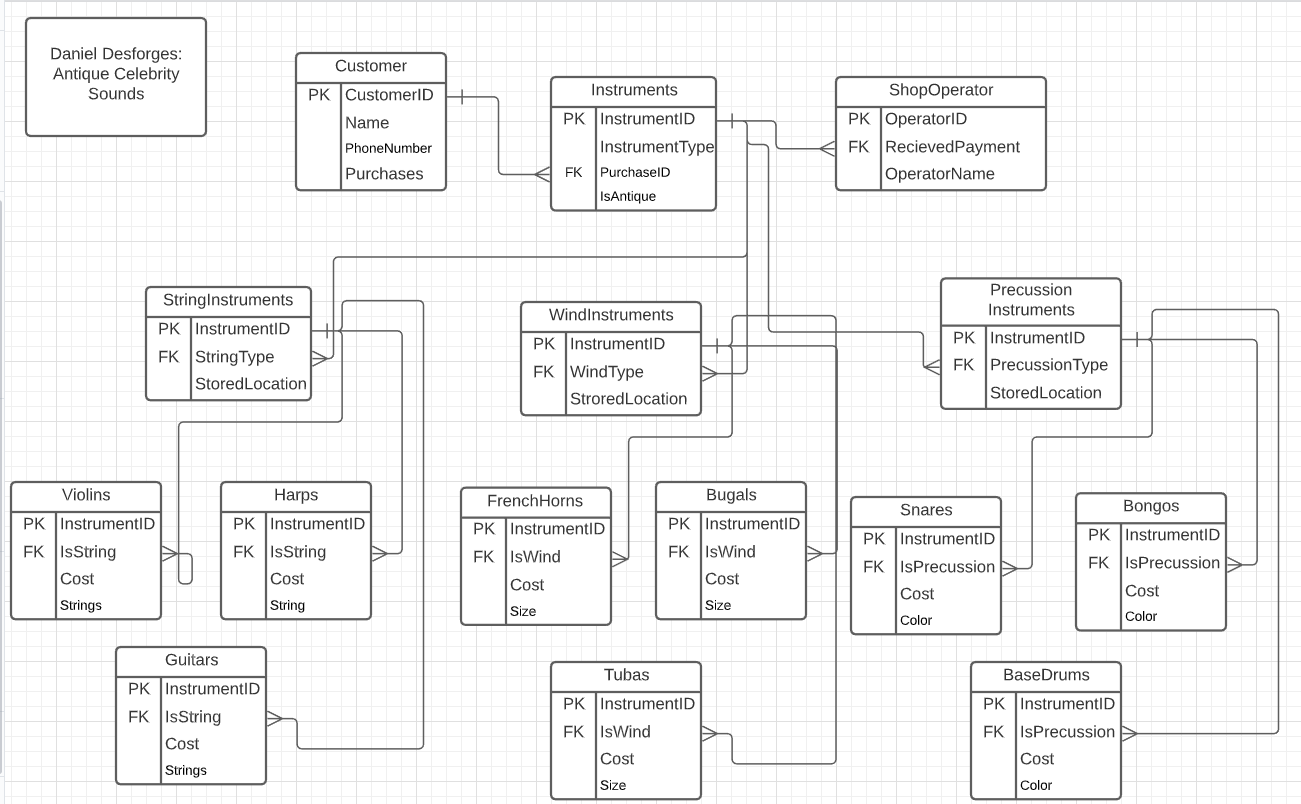 Daniel Desforges:
Antique Celebrity
Sounds
Customer
PK CustomerID
Name
PhoneNumber
Purchases
Instruments
PK InstrumentID
InstrumentType
FK PurchaseID
IsAntique
ShopOperator
PK OperatorID
FK RecievedPayment
OperatorName
StringInstruments
PK InstrumentID
FK StringType
StoredLocation
WindInstruments
PK InstrumentID
FK WindType
StroredLocation
Precussion
Instruments
PK InstrumentID
FK PrecussionType
StoredLocation
Violins
PK InstrumentID
FK IsString
Cost
Strings
Harps
PK InstrumentID
FK IsString
Cost
String
FrenchHorns
PK InstrumentID
FK IsWind
Cost
Size
Bugals
PK InstrumentID
FK IsWind
Cost
Size
Snares
PK InstrumentID
FK IsPrecussion
Cost
Color
Bongos
PK InstrumentID
FK IsPrecussion
Cost
Color
Guitars
PK InstrumentID
FK IsString
Cost
Strings
Tubas
PK InstrumentID
FK IsWind
Cost
Size
BaseDrums
PK InstrumentID
FK IsPrecussion
Cost
Color